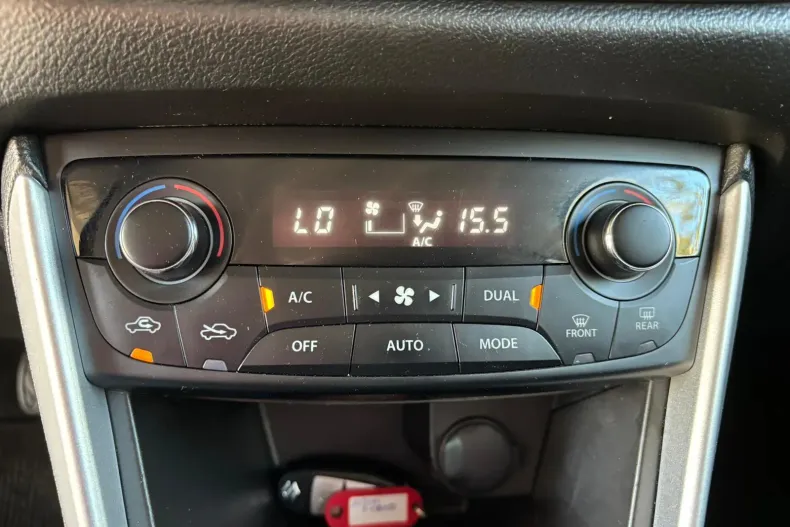 LO A/C 15.5
A/C DUAL
OFF AUTO MODE FRONT REAR